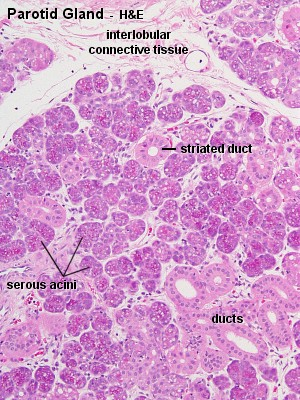 Parotid Gland - H&E
interlobular
connective tissue
striated duct
serous acini
ducts